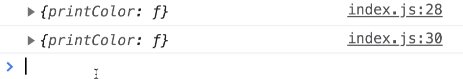 ▶ {printColor: ƒ} index.js:28
▶ {printColor: ƒ} index.js:30
>